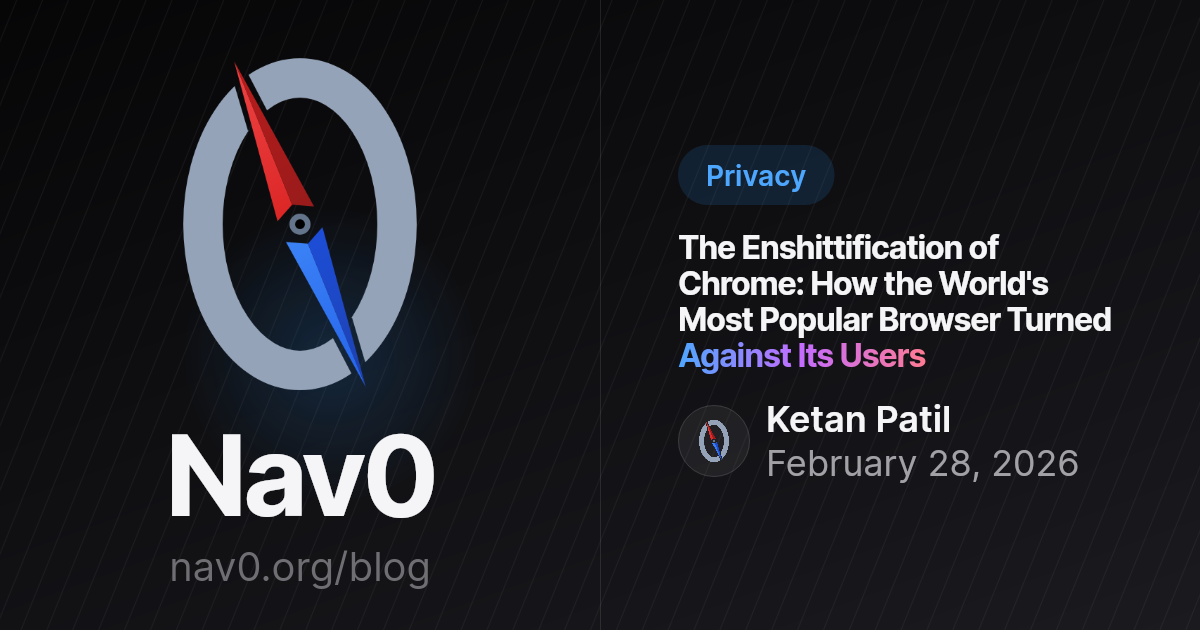 Nav0
nav0.org/blog
Privacy
The Enshittification of
Chrome: How the World's
Most Popular Browser Turned
Against Its Users
Ketan Patil
February 28, 2026